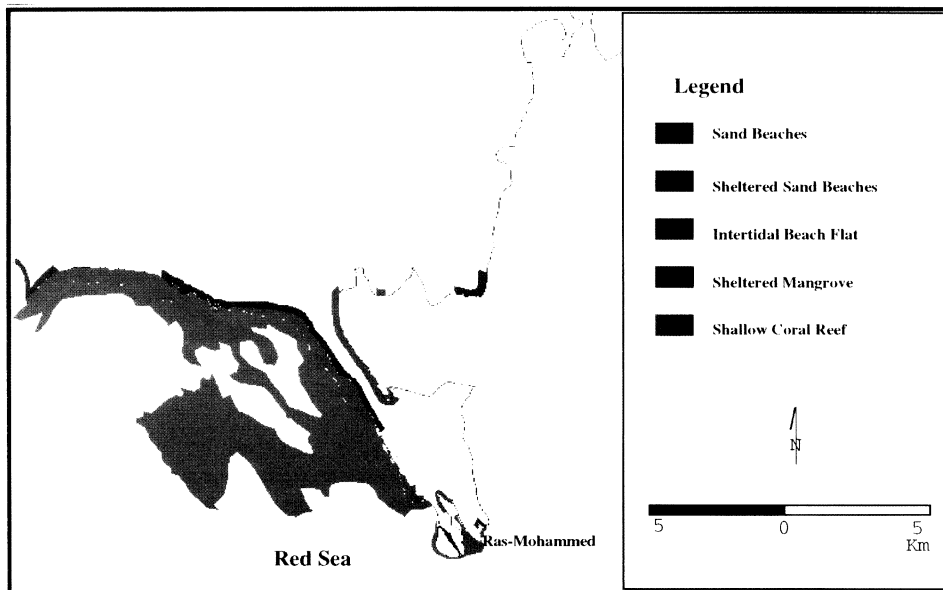 Legend
Sand Beaches
Sheltered Sand Beaches
Intertidal Beach Flat
Sheltered Mangrove
Shallow Coral Reef
N
5 0 5
Km
Ras-Mohammed
Red Sea